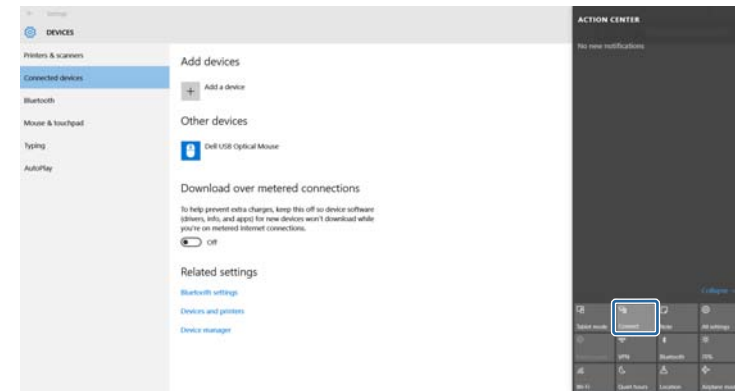 Settings
DEVICES
Printers & scanners
Connected devices
Bluetooth
Mouse & touchpad
Typing
AutoPlay
Add devices
Add a device
Other devices
Dell USB Optical Mouse
Download over metered connections
To help prevent extra charges, keep this off so device software
(drivers, info, and apps) for new devices won't download while
you're on metered Internet connections.
Off
Related settings
Bluetooth settings
Devices and printers
Device manager
ACTION CENTER
No new notifications
Collapse
Tablet mode Connect Note All settings
VPN Bluetooth
Wi-Fi Quiet hours Location Airplane mode